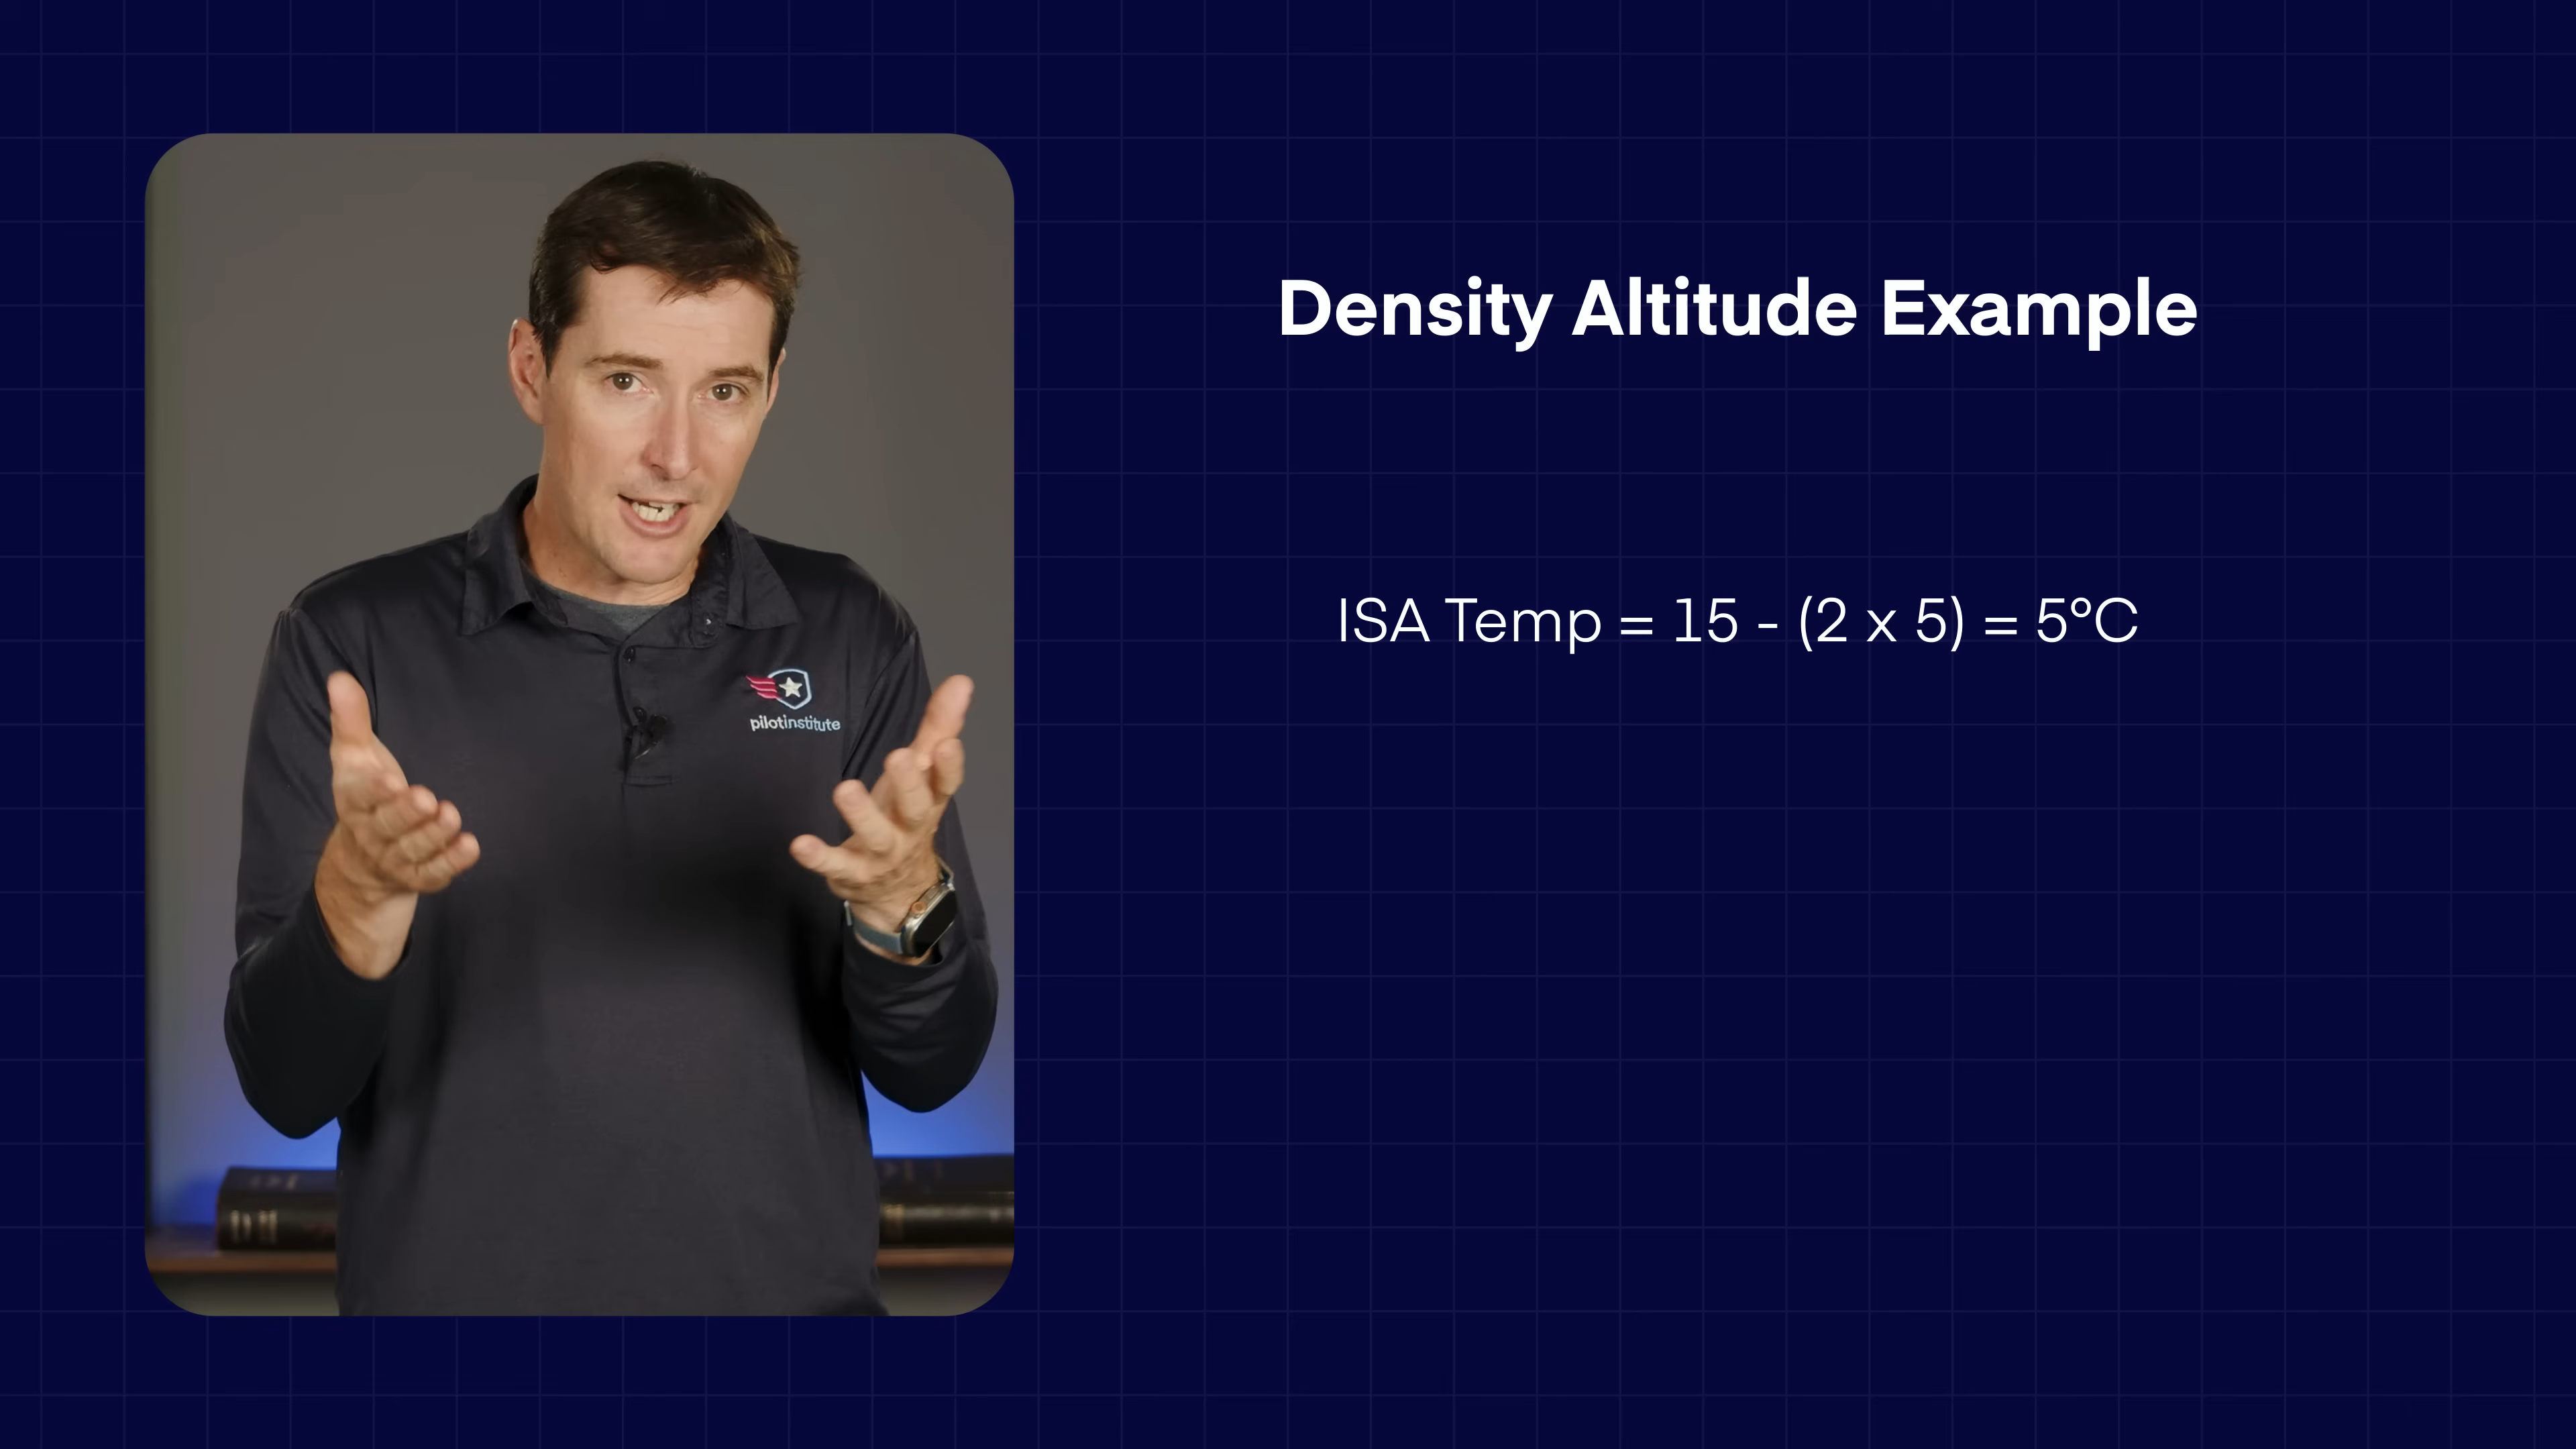 Density Altitude Example
ISA Temp = 15 - (2 x 5) = 5°C
pilotinstitute